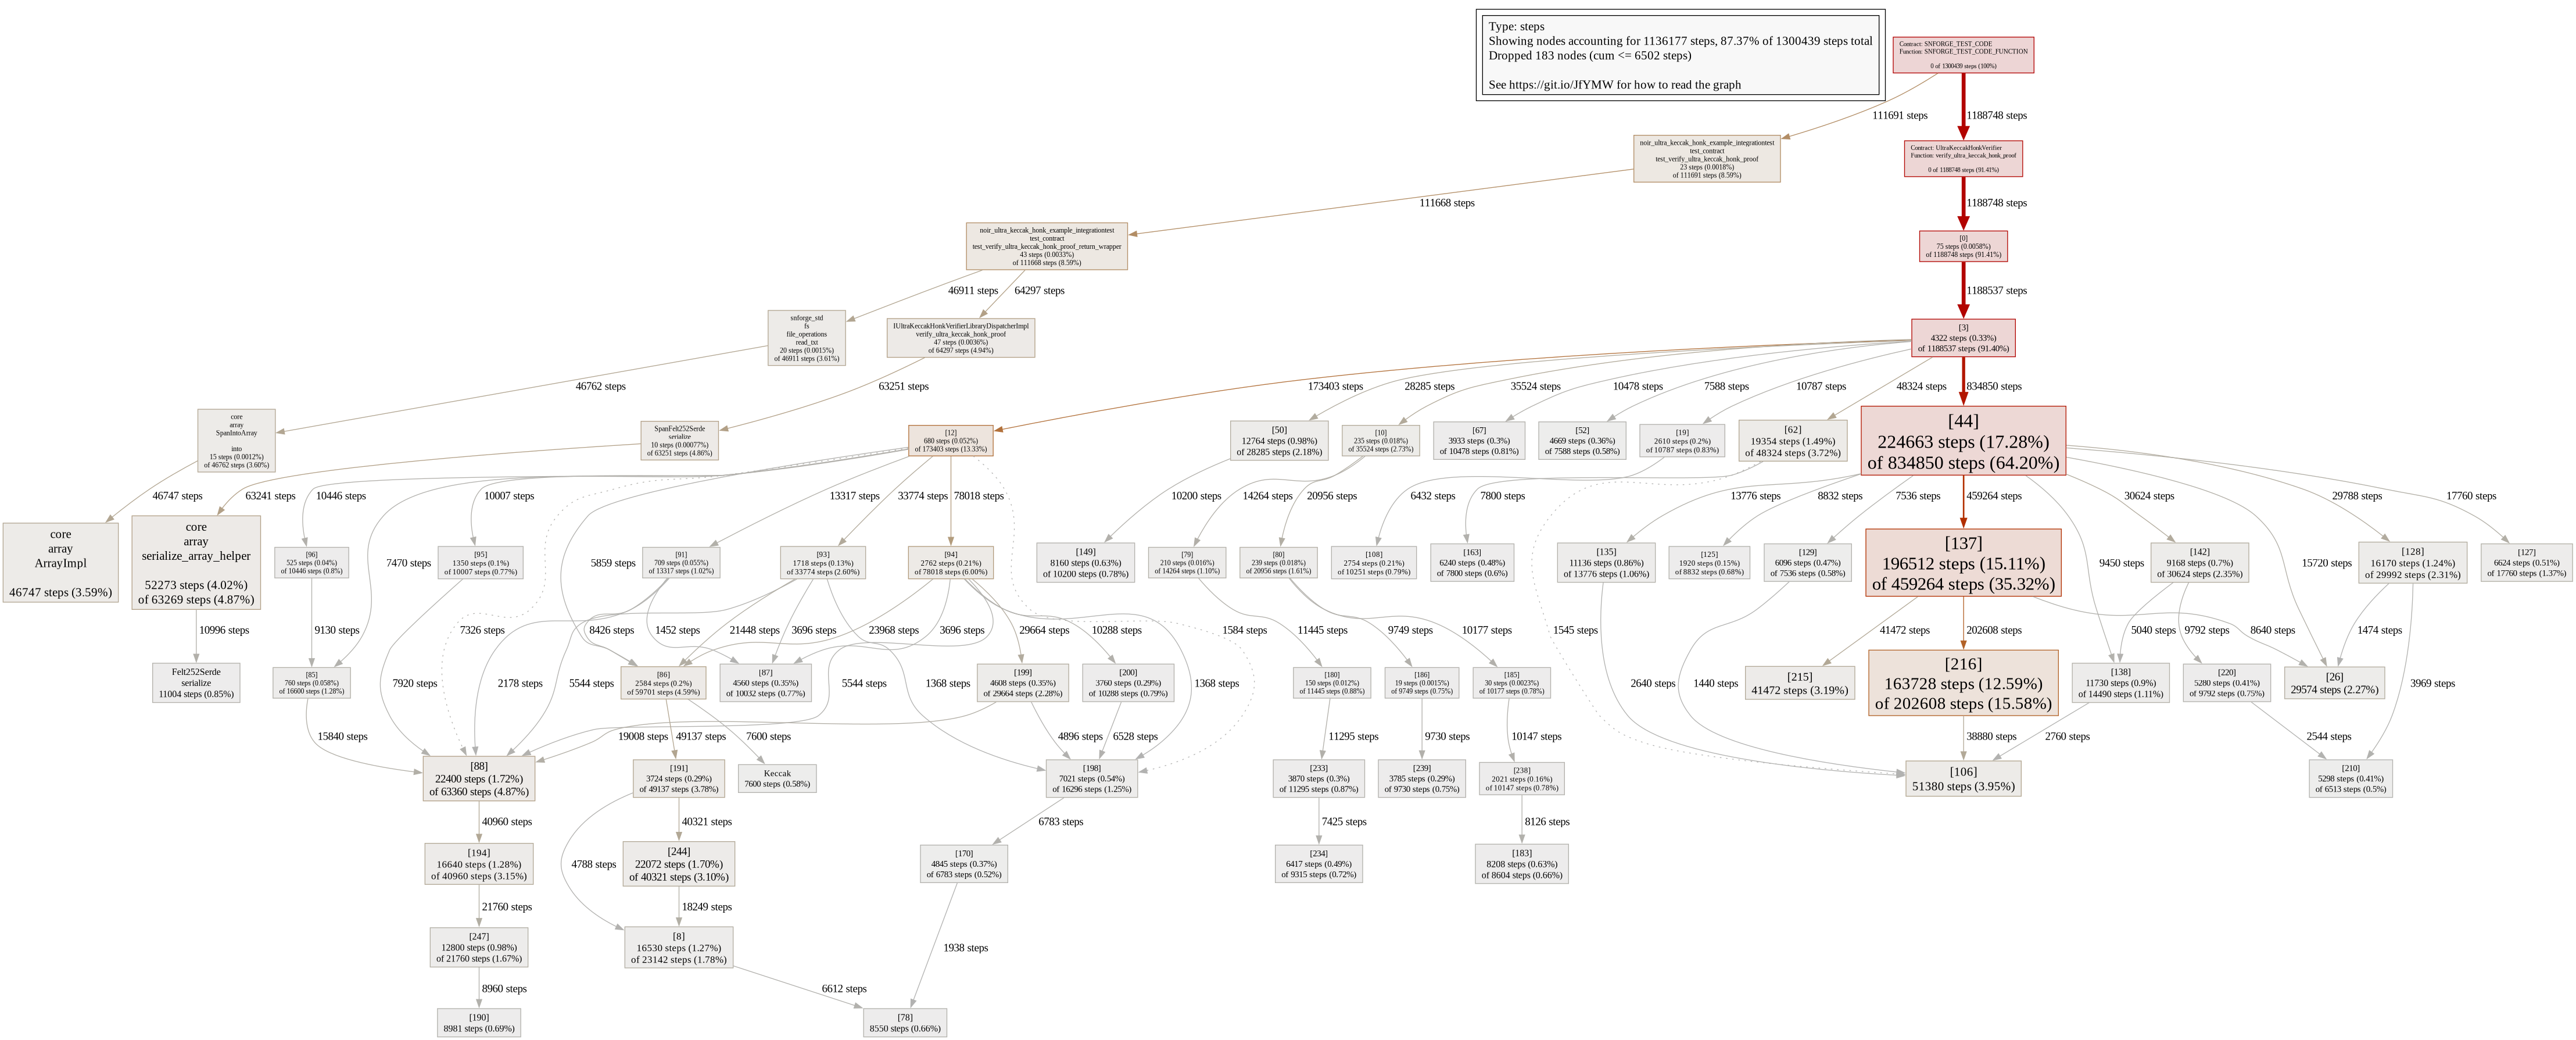 Type: steps
Showing nodes accounting for 1136177 steps, 87.37% of 1300439 steps total
Dropped 183 nodes (cum <= 6502 steps)
See https://git.io/JfYMW for how to read the graph
Contract: SNFORGE_TEST_CODE
Function: SNFORGE_TEST_CODE_FUNCTION
0 of 1300439 steps (100%)
111691 steps
1188748 steps
noir_ultra_keccak_honk_example_integrationtest
test_contract
test_verify_ultra_keccak_honk_proof
23 steps (0.0018%)
of 111691 steps (8.59%)
Contract: UltraKeccakHonkVerifier
Function: verify_ultra_keccak_honk_proof
0 of 1188748 steps (91.41%)
111668 steps
1188748 steps
noir_ultra_keccak_honk_example_integrationtest
test_contract
test_verify_ultra_keccak_honk_proof_return_wrapper
43 steps (0.0033%)
of 111668 steps (8.59%)
[0]
75 steps (0.0058%)
of 1188748 steps (91.41%)
46911 steps
64297 steps
1188537 steps
snforge_std
fs
file_operations
read_txt
20 steps (0.0015%)
of 46911 steps (3.61%)
IUltraKeccakHonkVerifierLibraryDispatcherImpl
verify_ultra_keccak_honk_proof
47 steps (0.0036%)
of 64297 steps (4.94%)
[3]
4322 steps (0.33%)
of 1188537 steps (91.40%)
46762 steps
63251 steps
173403 steps
28285 steps
35524 steps
10478 steps
7588 steps
10787 steps
48324 steps
834850 steps
core
array
SpanIntoArray
into
15 steps (0.0012%)
of 46762 steps (3.60%)
SpanFelt252Serde
serialize
10 steps (0.00077%)
of 63251 steps (4.86%)
[12]
680 steps (0.052%)
of 173403 steps (13.33%)
[50]
12764 steps (0.98%)
of 28285 steps (2.18%)
[10]
235 steps (0.018%)
of 35524 steps (2.73%)
[67]
3933 steps (0.3%)
of 10478 steps (0.81%)
[52]
4669 steps (0.36%)
of 7588 steps (0.58%)
[19]
2610 steps (0.2%)
of 10787 steps (0.83%)
[62]
19354 steps (1.49%)
of 48324 steps (3.72%)
[44]
224663 steps (17.28%)
of 834850 steps (64.20%)
46747 steps
63241 steps
10446 steps
10007 steps
13317 steps
33774 steps
78018 steps
10200 steps
14264 steps
20956 steps
6432 steps
7800 steps
13776 steps
8832 steps
7536 steps
459264 steps
30624 steps
29788 steps
17760 steps
core
array
ArrayImpl
46747 steps (3.59%)
core
array
serialize_array_helper
52273 steps (4.02%)
of 63269 steps (4.87%)
[96]
525 steps (0.04%)
of 10446 steps (0.8%)
7470 steps
[95]
1350 steps (0.1%)
of 10007 steps (0.77%)
5859 steps
[91]
709 steps (0.055%)
of 13317 steps (1.02%)
[93]
1718 steps (0.13%)
of 33774 steps (2.60%)
[94]
2762 steps (0.21%)
of 78018 steps (6.00%)
[149]
8160 steps (0.63%)
of 10200 steps (0.78%)
[79]
210 steps (0.016%)
of 14264 steps (1.10%)
[80]
239 steps (0.018%)
of 20956 steps (1.61%)
[108]
2754 steps (0.21%)
of 10251 steps (0.79%)
[163]
6240 steps (0.48%)
of 7800 steps (0.6%)
[135]
11136 steps (0.86%)
of 13776 steps (1.06%)
[125]
1920 steps (0.15%)
of 8832 steps (0.68%)
[129]
6096 steps (0.47%)
of 7536 steps (0.58%)
[137]
196512 steps (15.11%)
of 459264 steps (35.32%)
9450 steps
[142]
9168 steps (0.7%)
of 30624 steps (2.35%)
15720 steps
[128]
16170 steps (1.24%)
of 29992 steps (2.31%)
[127]
6624 steps (0.51%)
of 17760 steps (1.37%)
10996 steps
9130 steps
7326 steps
8426 steps
1452 steps
21448 steps
3696 steps
23968 steps
3696 steps
29664 steps
10288 steps
1584 steps
11445 steps
9749 steps
10177 steps
1545 steps
41472 steps
202608 steps
8640 steps
5040 steps
9792 steps
1474 steps
Felt252Serde
serialize
11004 steps (0.85%)
[85]
760 steps (0.058%)
of 16600 steps (1.28%)
7920 steps
2178 steps
5544 steps
[86]
2584 steps (0.2%)
of 59701 steps (4.59%)
[87]
4560 steps (0.35%)
of 10032 steps (0.77%)
5544 steps
1368 steps
[199]
4608 steps (0.35%)
of 29664 steps (2.28%)
[200]
3760 steps (0.29%)
of 10288 steps (0.79%)
1368 steps
[180]
150 steps (0.012%)
of 11445 steps (0.88%)
[186]
19 steps (0.0015%)
of 9749 steps (0.75%)
[185]
30 steps (0.0023%)
of 10177 steps (0.78%)
2640 steps
1440 steps
[215]
41472 steps (3.19%)
[216]
163728 steps (12.59%)
of 202608 steps (15.58%)
[138]
11730 steps (0.9%)
of 14490 steps (1.11%)
[220]
5280 steps (0.41%)
of 9792 steps (0.75%)
[26]
29574 steps (2.27%)
3969 steps
15840 steps
19008 steps
49137 steps
7600 steps
4896 steps
6528 steps
11295 steps
9730 steps
10147 steps
38880 steps
2760 steps
2544 steps
[88]
22400 steps (1.72%)
of 63360 steps (4.87%)
[191]
3724 steps (0.29%)
of 49137 steps (3.78%)
Keccak
7600 steps (0.58%)
[198]
7021 steps (0.54%)
of 16296 steps (1.25%)
[233]
3870 steps (0.3%)
of 11295 steps (0.87%)
[239]
3785 steps (0.29%)
of 9730 steps (0.75%)
[238]
2021 steps (0.16%)
of 10147 steps (0.78%)
[106]
51380 steps (3.95%)
[210]
5298 steps (0.41%)
of 6513 steps (0.5%)
40960 steps
40321 steps
6783 steps
7425 steps
8126 steps
[194]
16640 steps (1.28%)
of 40960 steps (3.15%)
4788 steps
[244]
22072 steps (1.70%)
of 40321 steps (3.10%)
[170]
4845 steps (0.37%)
of 6783 steps (0.52%)
[234]
6417 steps (0.49%)
of 9315 steps (0.72%)
[183]
8208 steps (0.63%)
of 8604 steps (0.66%)
21760 steps
18249 steps
[247]
12800 steps (0.98%)
of 21760 steps (1.67%)
[8]
16530 steps (1.27%)
of 23142 steps (1.78%)
1938 steps
8960 steps
6612 steps
[190]
8981 steps (0.69%)
[78]
8550 steps (0.66%)